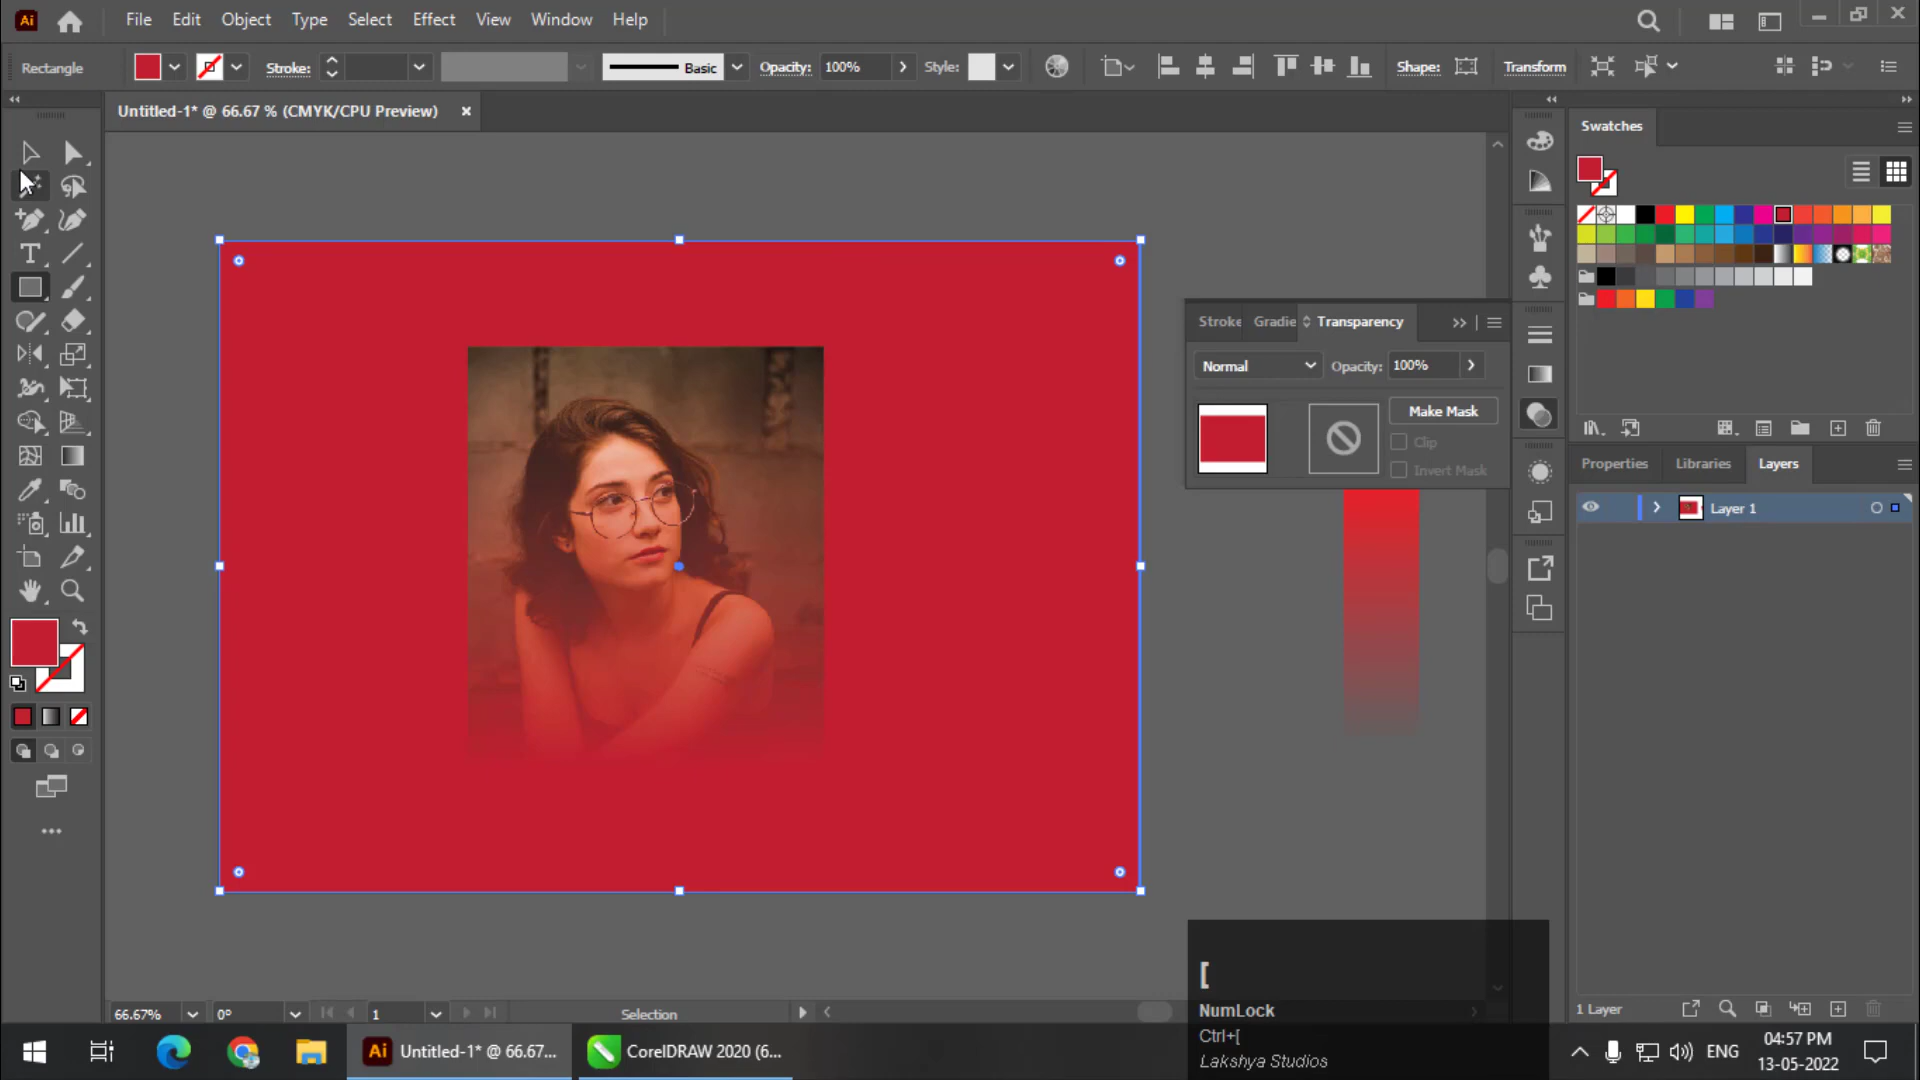 Ai File Edit Object Type Select Effect View Window Help
Rectangle Stroke: Basic Opacity: 100% Style: Shape: Transform
Untitled-1* @ 66.67 % (CMYK/CPU Preview) ×
Swatches
Stroke Gradie Transparency
Normal Opacity: 100%
Make Mask
Clip
Invert Mask
Properties Libraries Layers
Layer 1
[
NumLock
Ctrl+[
Lakshya Studios
66.67% 0° 1 Selection
1 Layer
Ai Untitled-1* @ 66.67... CorelDRAW 2020 (6... ENG 04:57 PM
13-05-2022